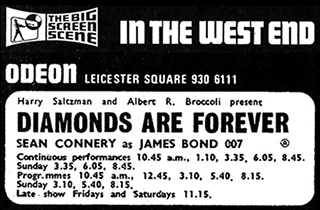 THE BIG
SCREEN
SCENE
IN THE WEST END
ODEON LEICESTER SQUARE 930 6111
Harry Saltzman and Albert R. Broccoli present
DIAMONDS ARE FOREVER
SEAN CONNERY as JAMES BOND 007 A
Continuous performances 10.45 a.m., 1.10, 3.35, 6.05, 8.45.
Sunday 3.35, 6.05, 8.45.
Progr.mmes 10.45 a.m., 12.45, 3.10, 5.40, 8.15.
Sunday 3.10, 5.40, 8.15.
Late show Fridays and Saturdays 11.15.